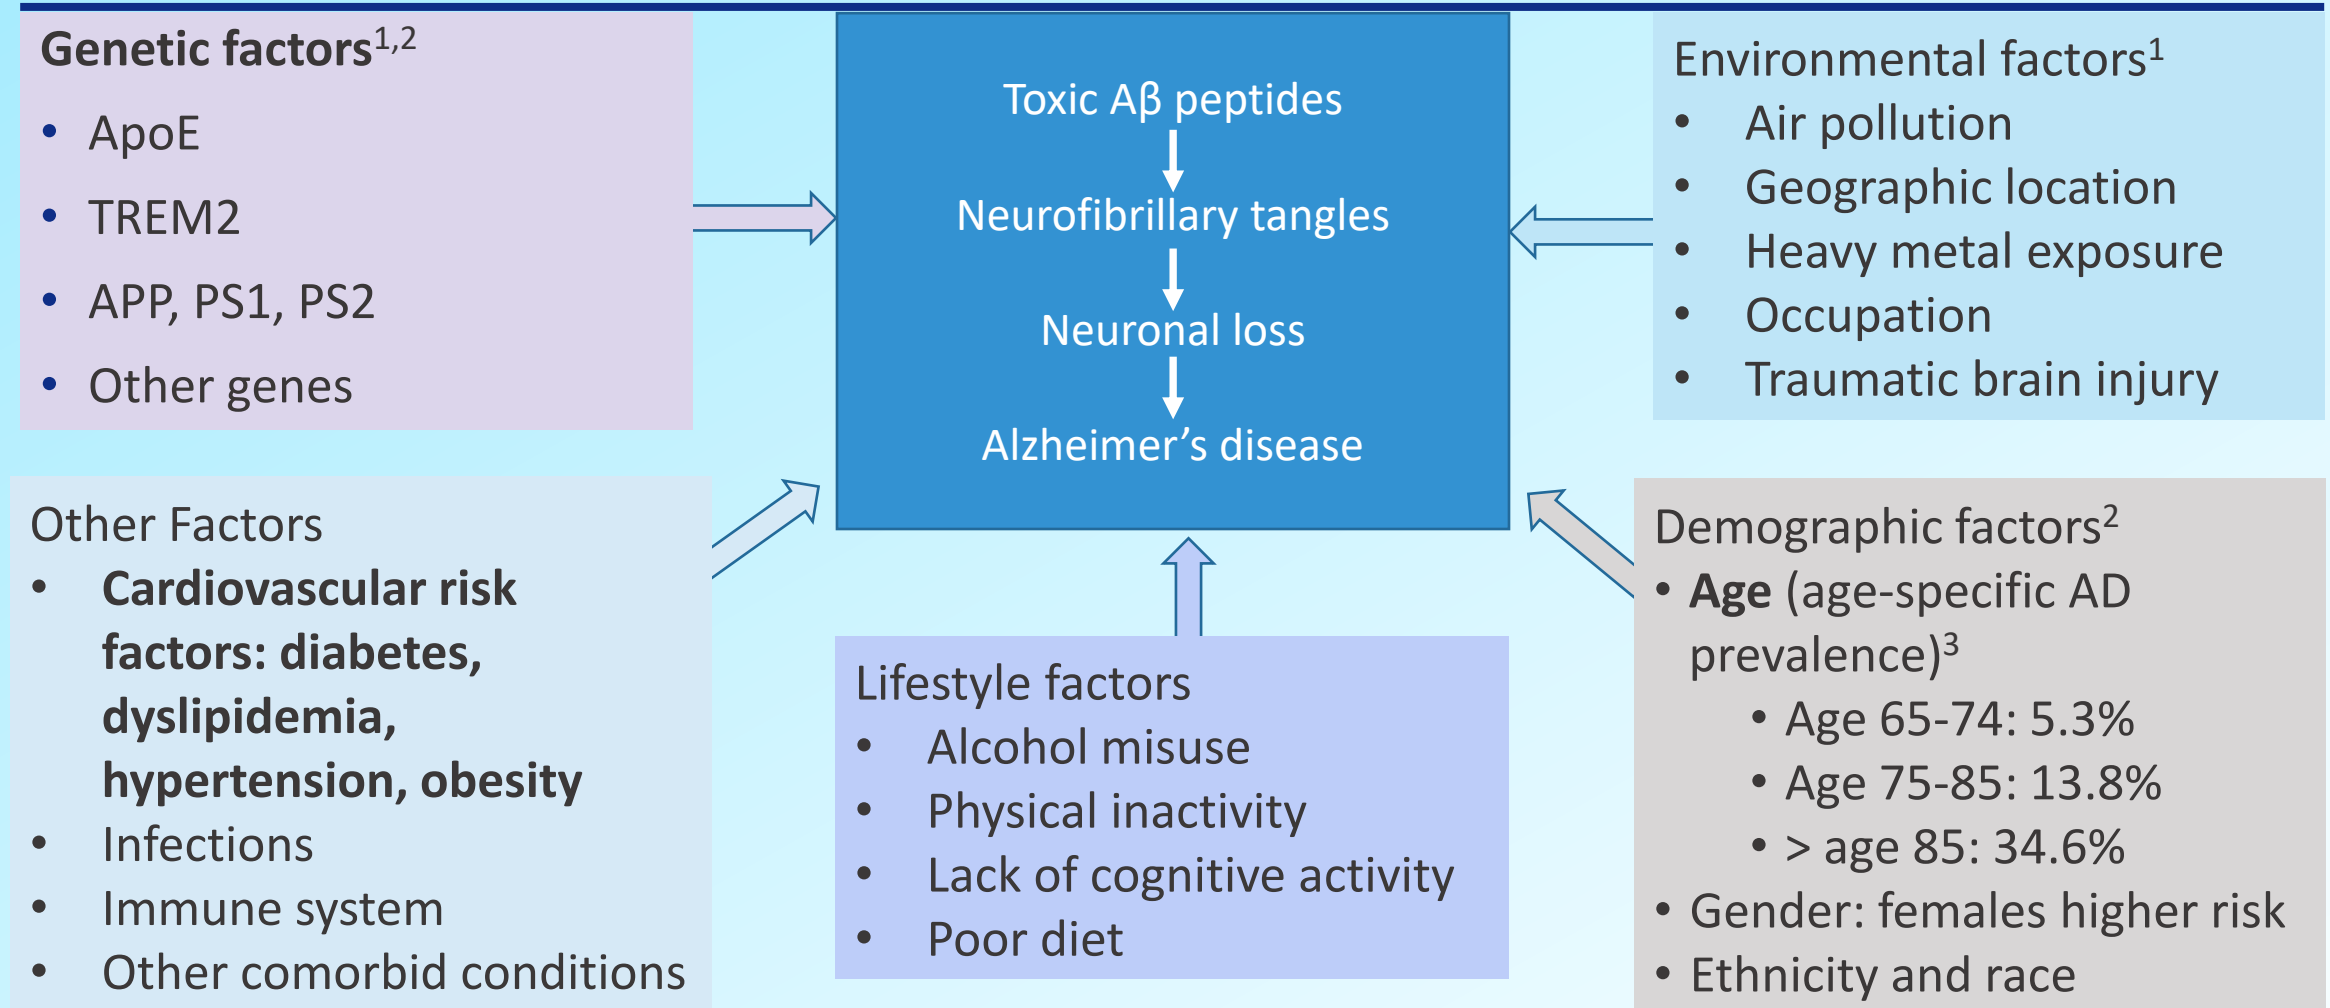 Genetic factors1,2
• ApoE
• TREM2
• APP, PS1, PS2
• Other genes
Toxic Aβ peptides
Neurofibrillary tangles
Neuronal loss
Alzheimer’s disease
Environmental factors1
• Air pollution
• Geographic location
• Heavy metal exposure
• Occupation
• Traumatic brain injury
Other Factors
• Cardiovascular risk
factors: diabetes,
dyslipidemia,
hypertension, obesity
• Infections
• Immune system
• Other comorbid conditions
Lifestyle factors
• Alcohol misuse
• Physical inactivity
• Lack of cognitive activity
• Poor diet
Demographic factors2
• Age (age-specific AD
prevalence)3
• Age 65-74: 5.3%
• Age 75-85: 13.8%
• > age 85: 34.6%
• Gender: females higher risk
• Ethnicity and race